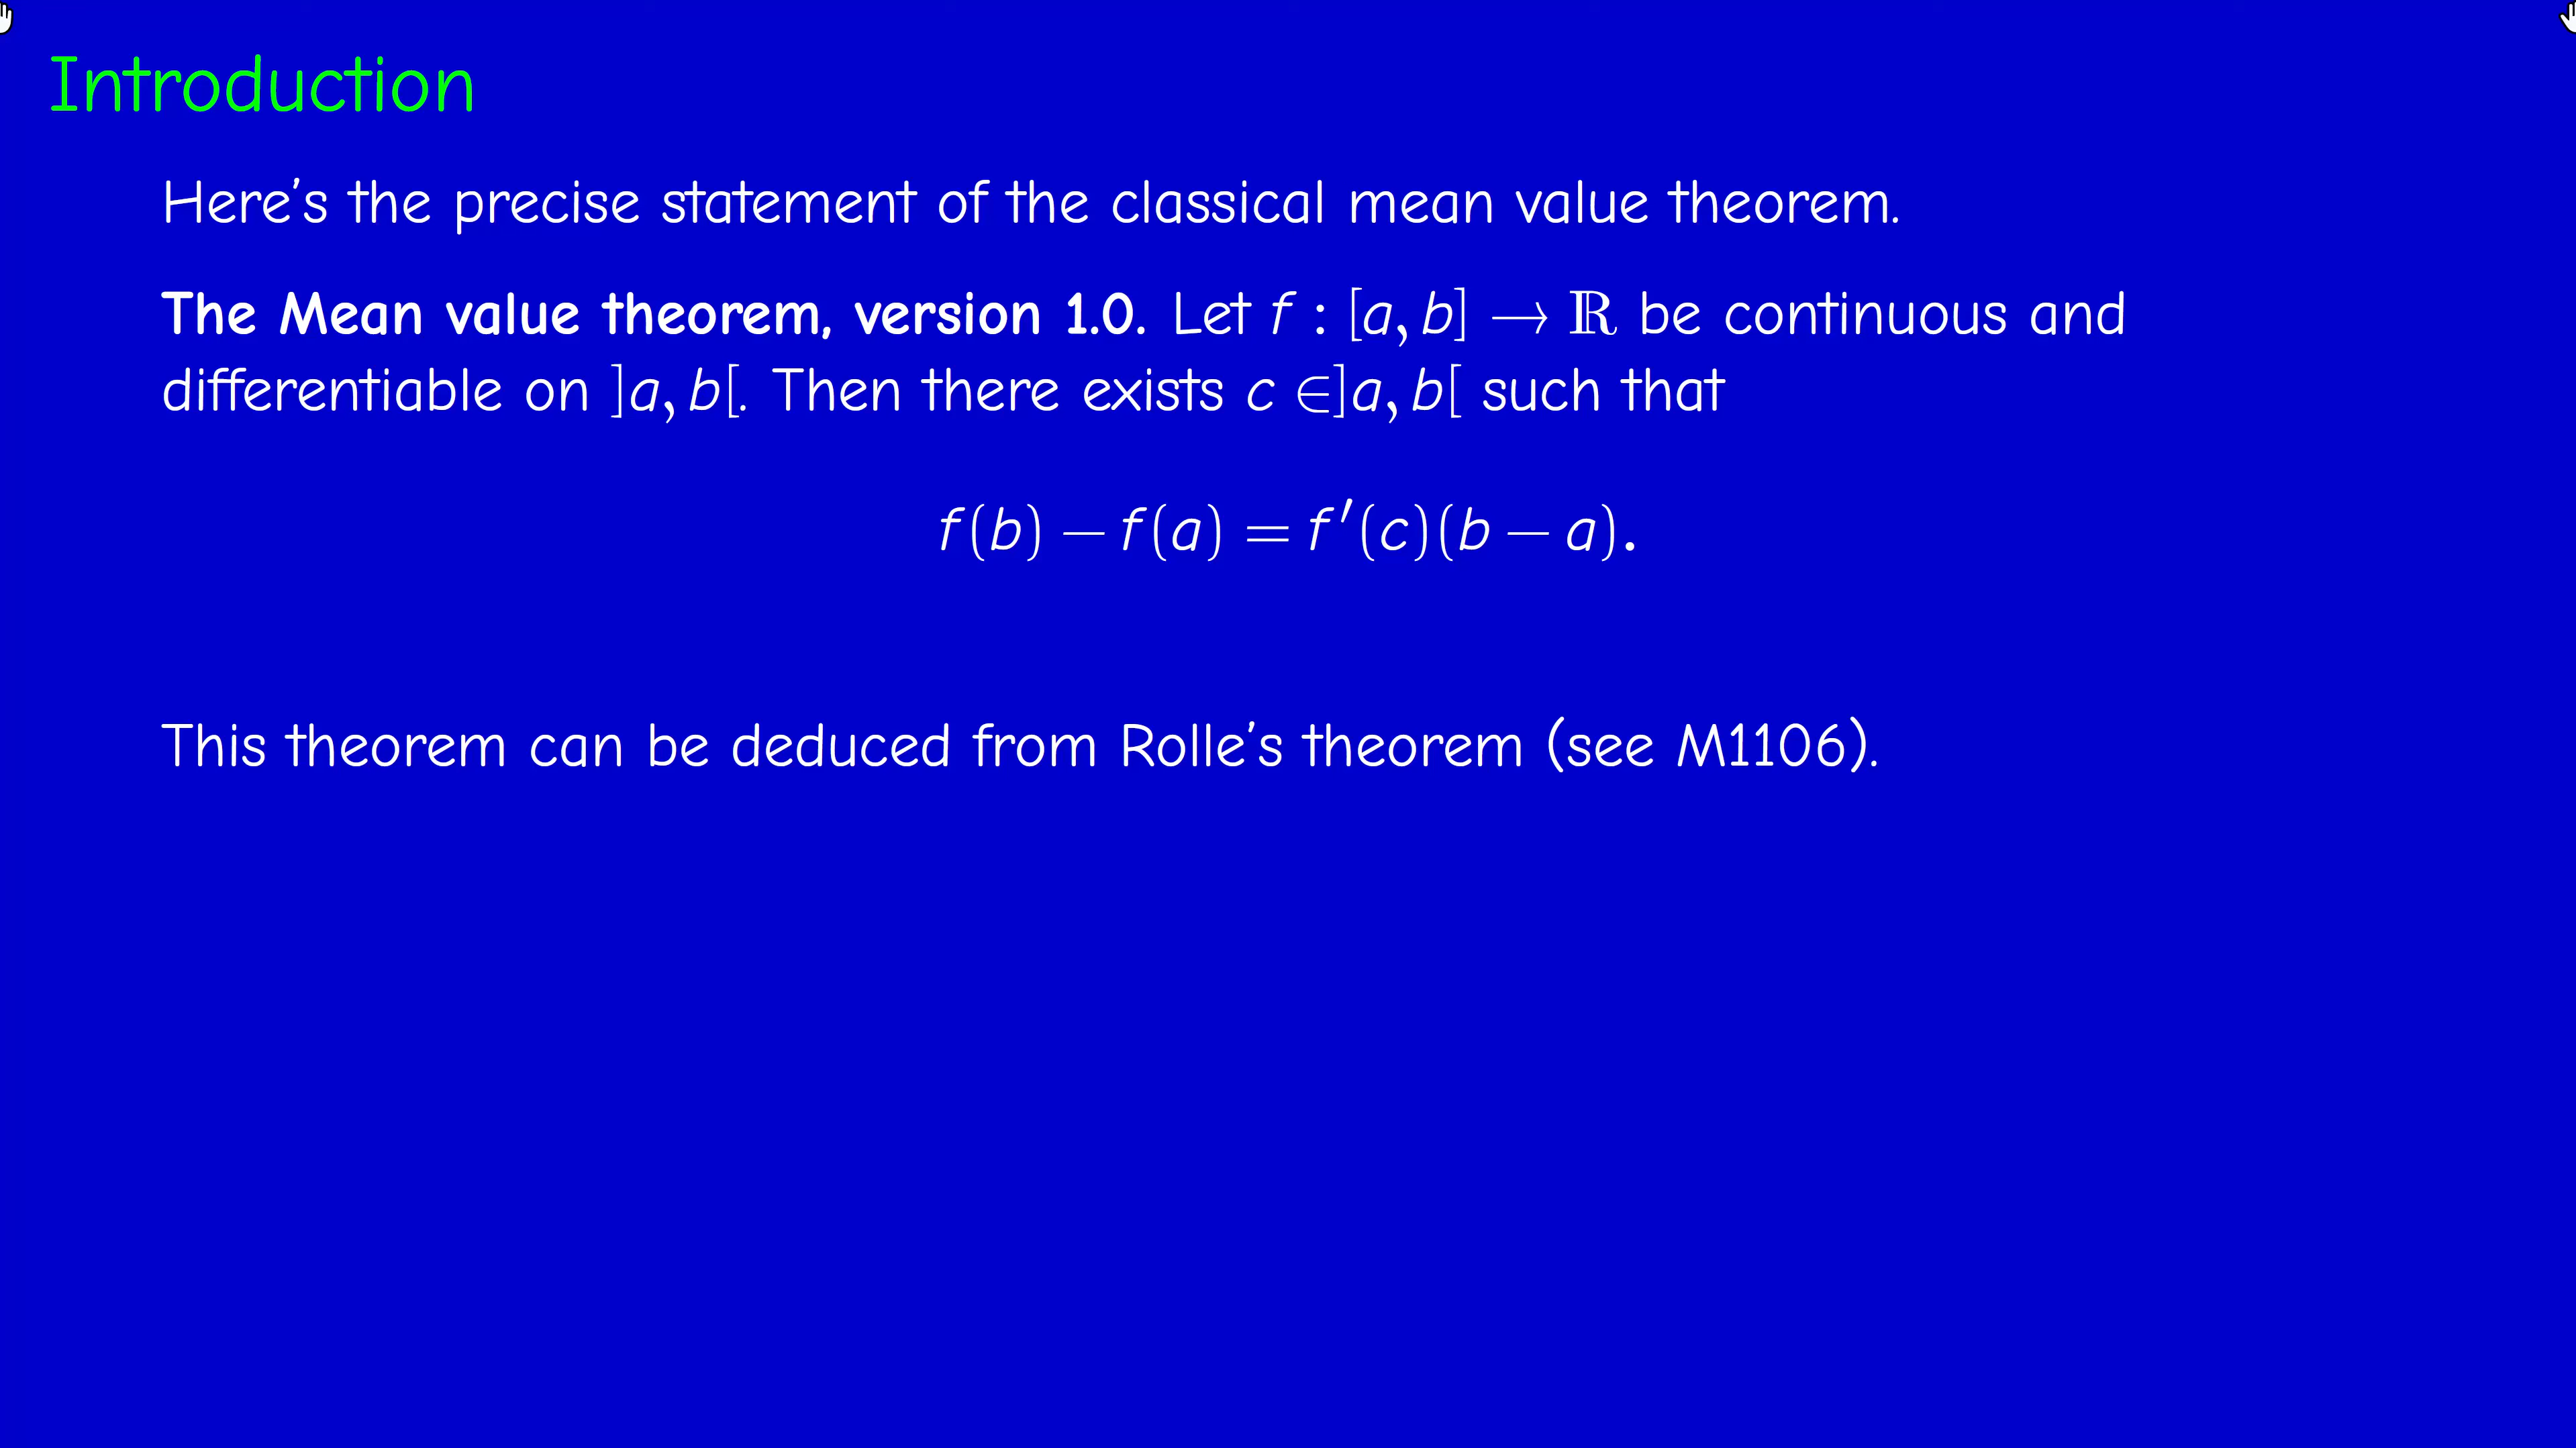 Introduction
Here's the precise statement of the classical mean value theorem.
The Mean value theorem, version 1.0. Let f : [a, b] → ℝ be continuous and
differentiable on ]a, b[. Then there exists c ∈]a, b[ such that
f(b) − f(a) = f′(c)(b − a).
This theorem can be deduced from Rolle's theorem (see M1106).